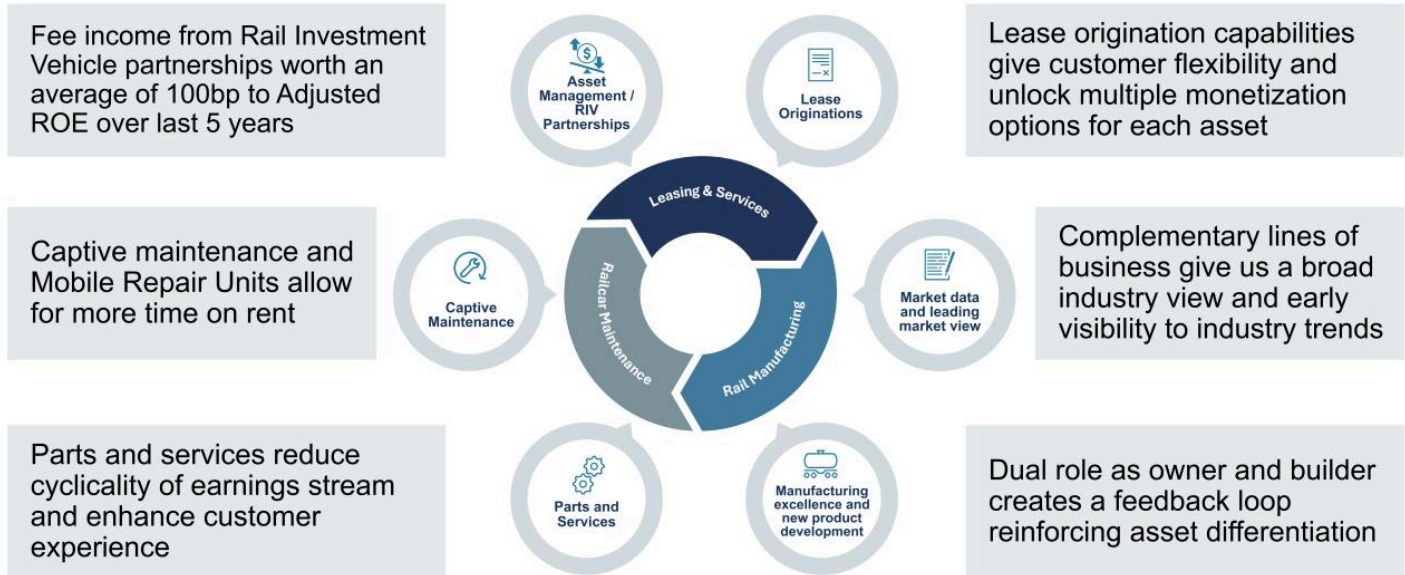 Fee income from Rail Investment
Vehicle partnerships worth an
average of 100bp to Adjusted
ROE over last 5 years
Asset
Management /
RIV
Partnerships
Lease
Originations
Lease origination capabilities
give customer flexibility and
unlock multiple monetization
options for each asset
Leasing & Services
Captive maintenance and
Mobile Repair Units allow
for more time on rent
Captive
Maintenance
Railcar Maintenance
Rail Manufacturing
Market data
and leading
market view
Complementary lines of
business give us a broad
industry view and early
visibility to industry trends
Parts and services reduce
cyclicality of earnings stream
and enhance customer
experience
Parts and
Services
Manufacturing
excellence and
new product
development
Dual role as owner and builder
creates a feedback loop
reinforcing asset differentiation